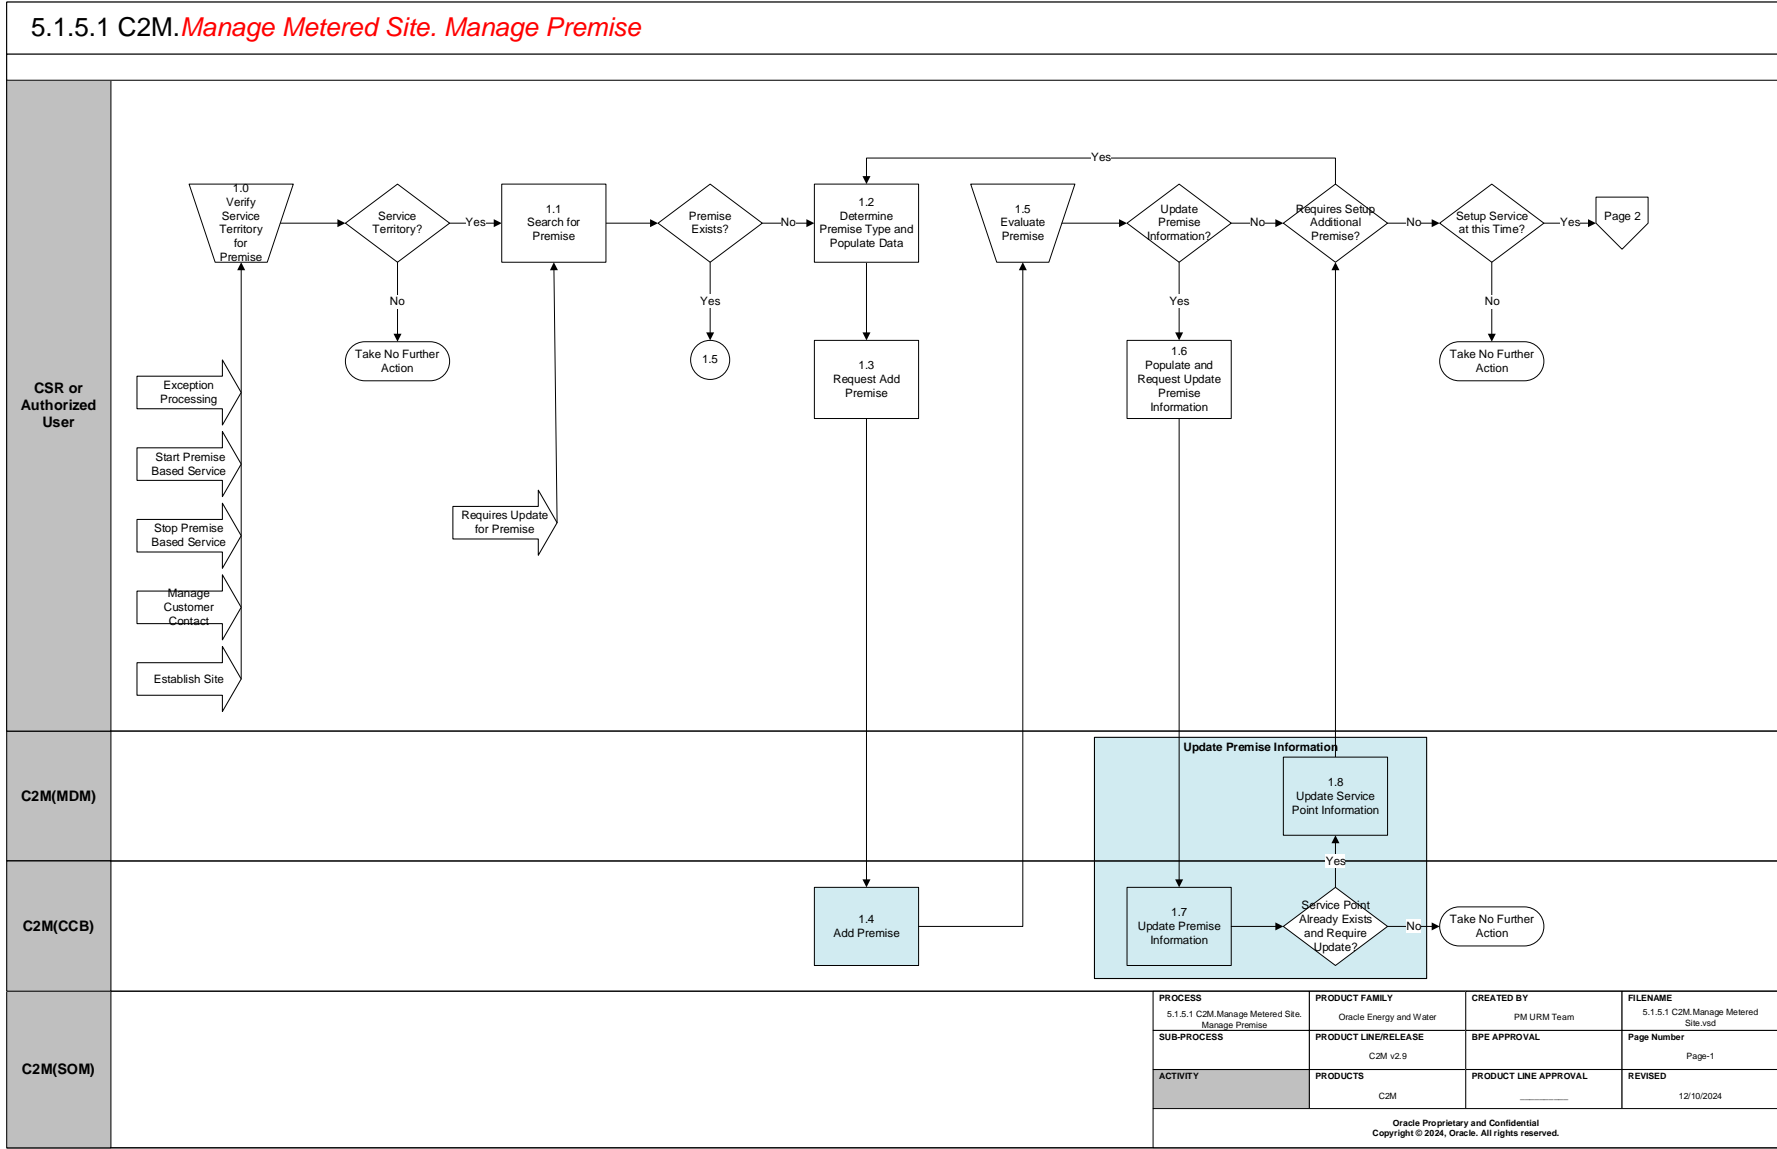 5.1.5.1 C2M.Manage Metered Site. Manage Premise
CSR or
Authorized
User
1.0
Verify
Service
Territory
for
Premise
Service
Territory?
Yes
No
Take No Further
Action
1.1
Search for
Premise
Premise
Exists?
No
Yes
1.5
Yes
1.2
Determine
Premise Type and
Populate Data
1.3
Request Add
Premise
1.5
Evaluate
Premise
Update
Premise
Information?
No
Yes
1.6
Populate and
Request Update
Premise
Information
Requires Setup
Additional
Premise?
No
Setup Service
at this Time?
Yes
Page 2
No
Take No Further
Action
Exception
Processing
Start Premise
Based Service
Stop Premise
Based Service
Manage
Customer
Contact
Establish Site
Requires Update
for Premise
C2M(MDM)
Update Premise Information
1.8
Update Service
Point Information
Yes
C2M(CCB)
1.4
Add Premise
1.7
Update Premise
Information
Service Point
Already Exists
and Require
Update?
No
Take No Further
Action
C2M(SOM)
PROCESS
5.1.5.1 C2M.Manage Metered Site.
Manage Premise
PRODUCT FAMILY
Oracle Energy and Water
CREATED BY
PM URM Team
FILENAME
5.1.5.1 C2M.Manage Metered
Site.vsd
SUB-PROCESS
PRODUCT LINE/RELEASE
C2M v2.9
BPE APPROVAL
Page Number
Page-1
ACTIVITY
PRODUCTS
C2M
PRODUCT LINE APPROVAL
___________
REVISED
12/10/2024
Oracle Proprietary and Confidential
Copyright © 2024, Oracle. All rights reserved.